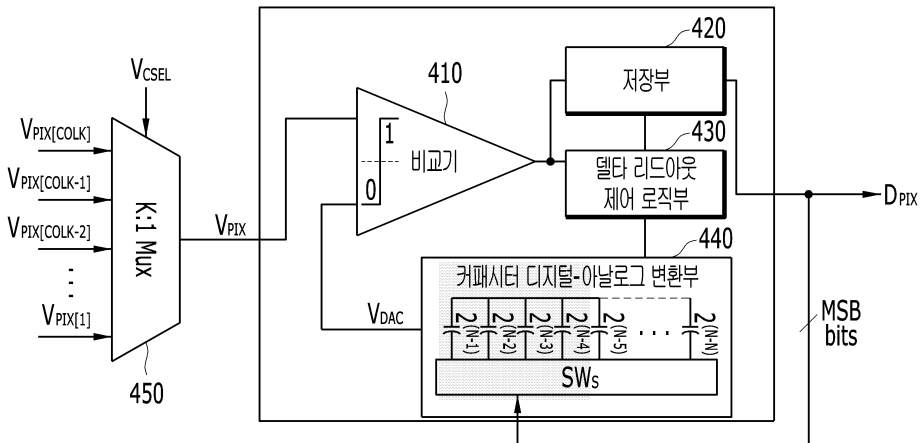 420
V_CSEL
410
저장부
V_PIX[COLK]
1
430
V_PIX[COLK-1]
비교기
델타 리드아웃
제어 로직부
0
D_PIX
V_PIX[COLK-2]
K:1 Mux
V_PIX
440
⋮
커패시터 디지털-아날로그 변환부
V_PIX[1]
V_DAC
2(N-1)
2(N-2)
2(N-3)
2(N-4)
2(N-5)
· · ·
2(N-N)
MSB
bits
450
SWs